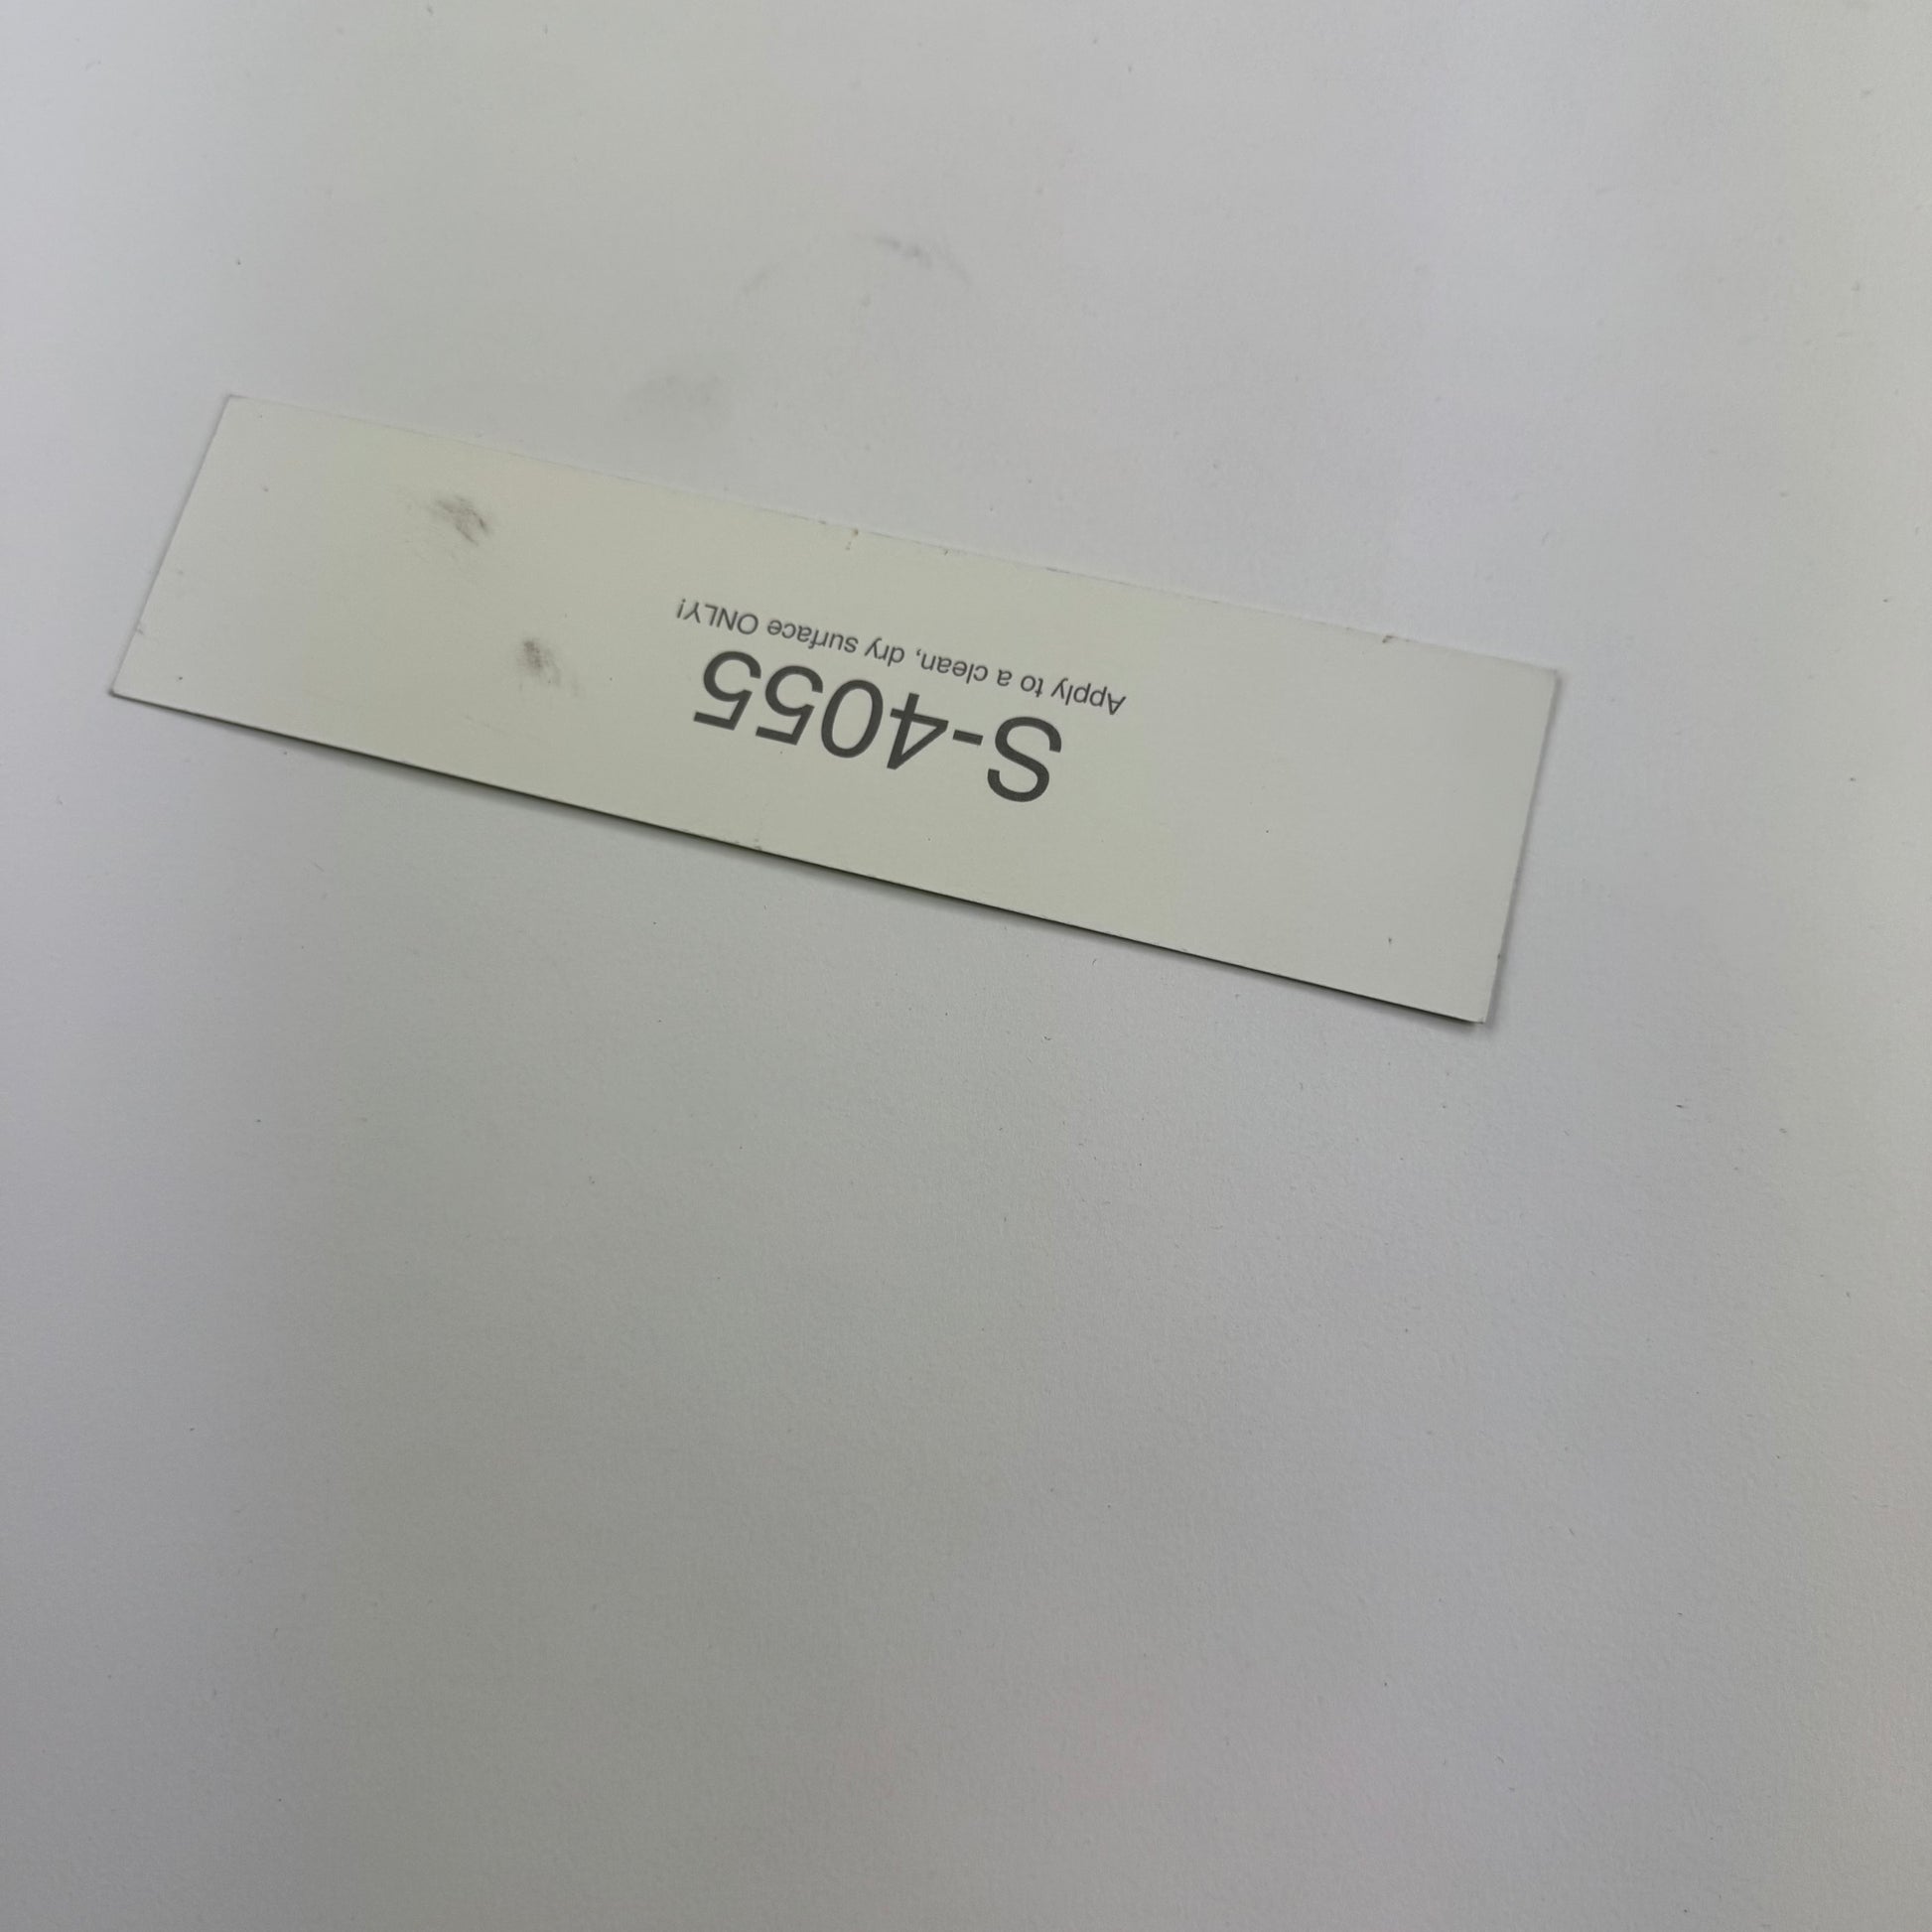 S-4055
Apply to a clean, dry surface ONLY!